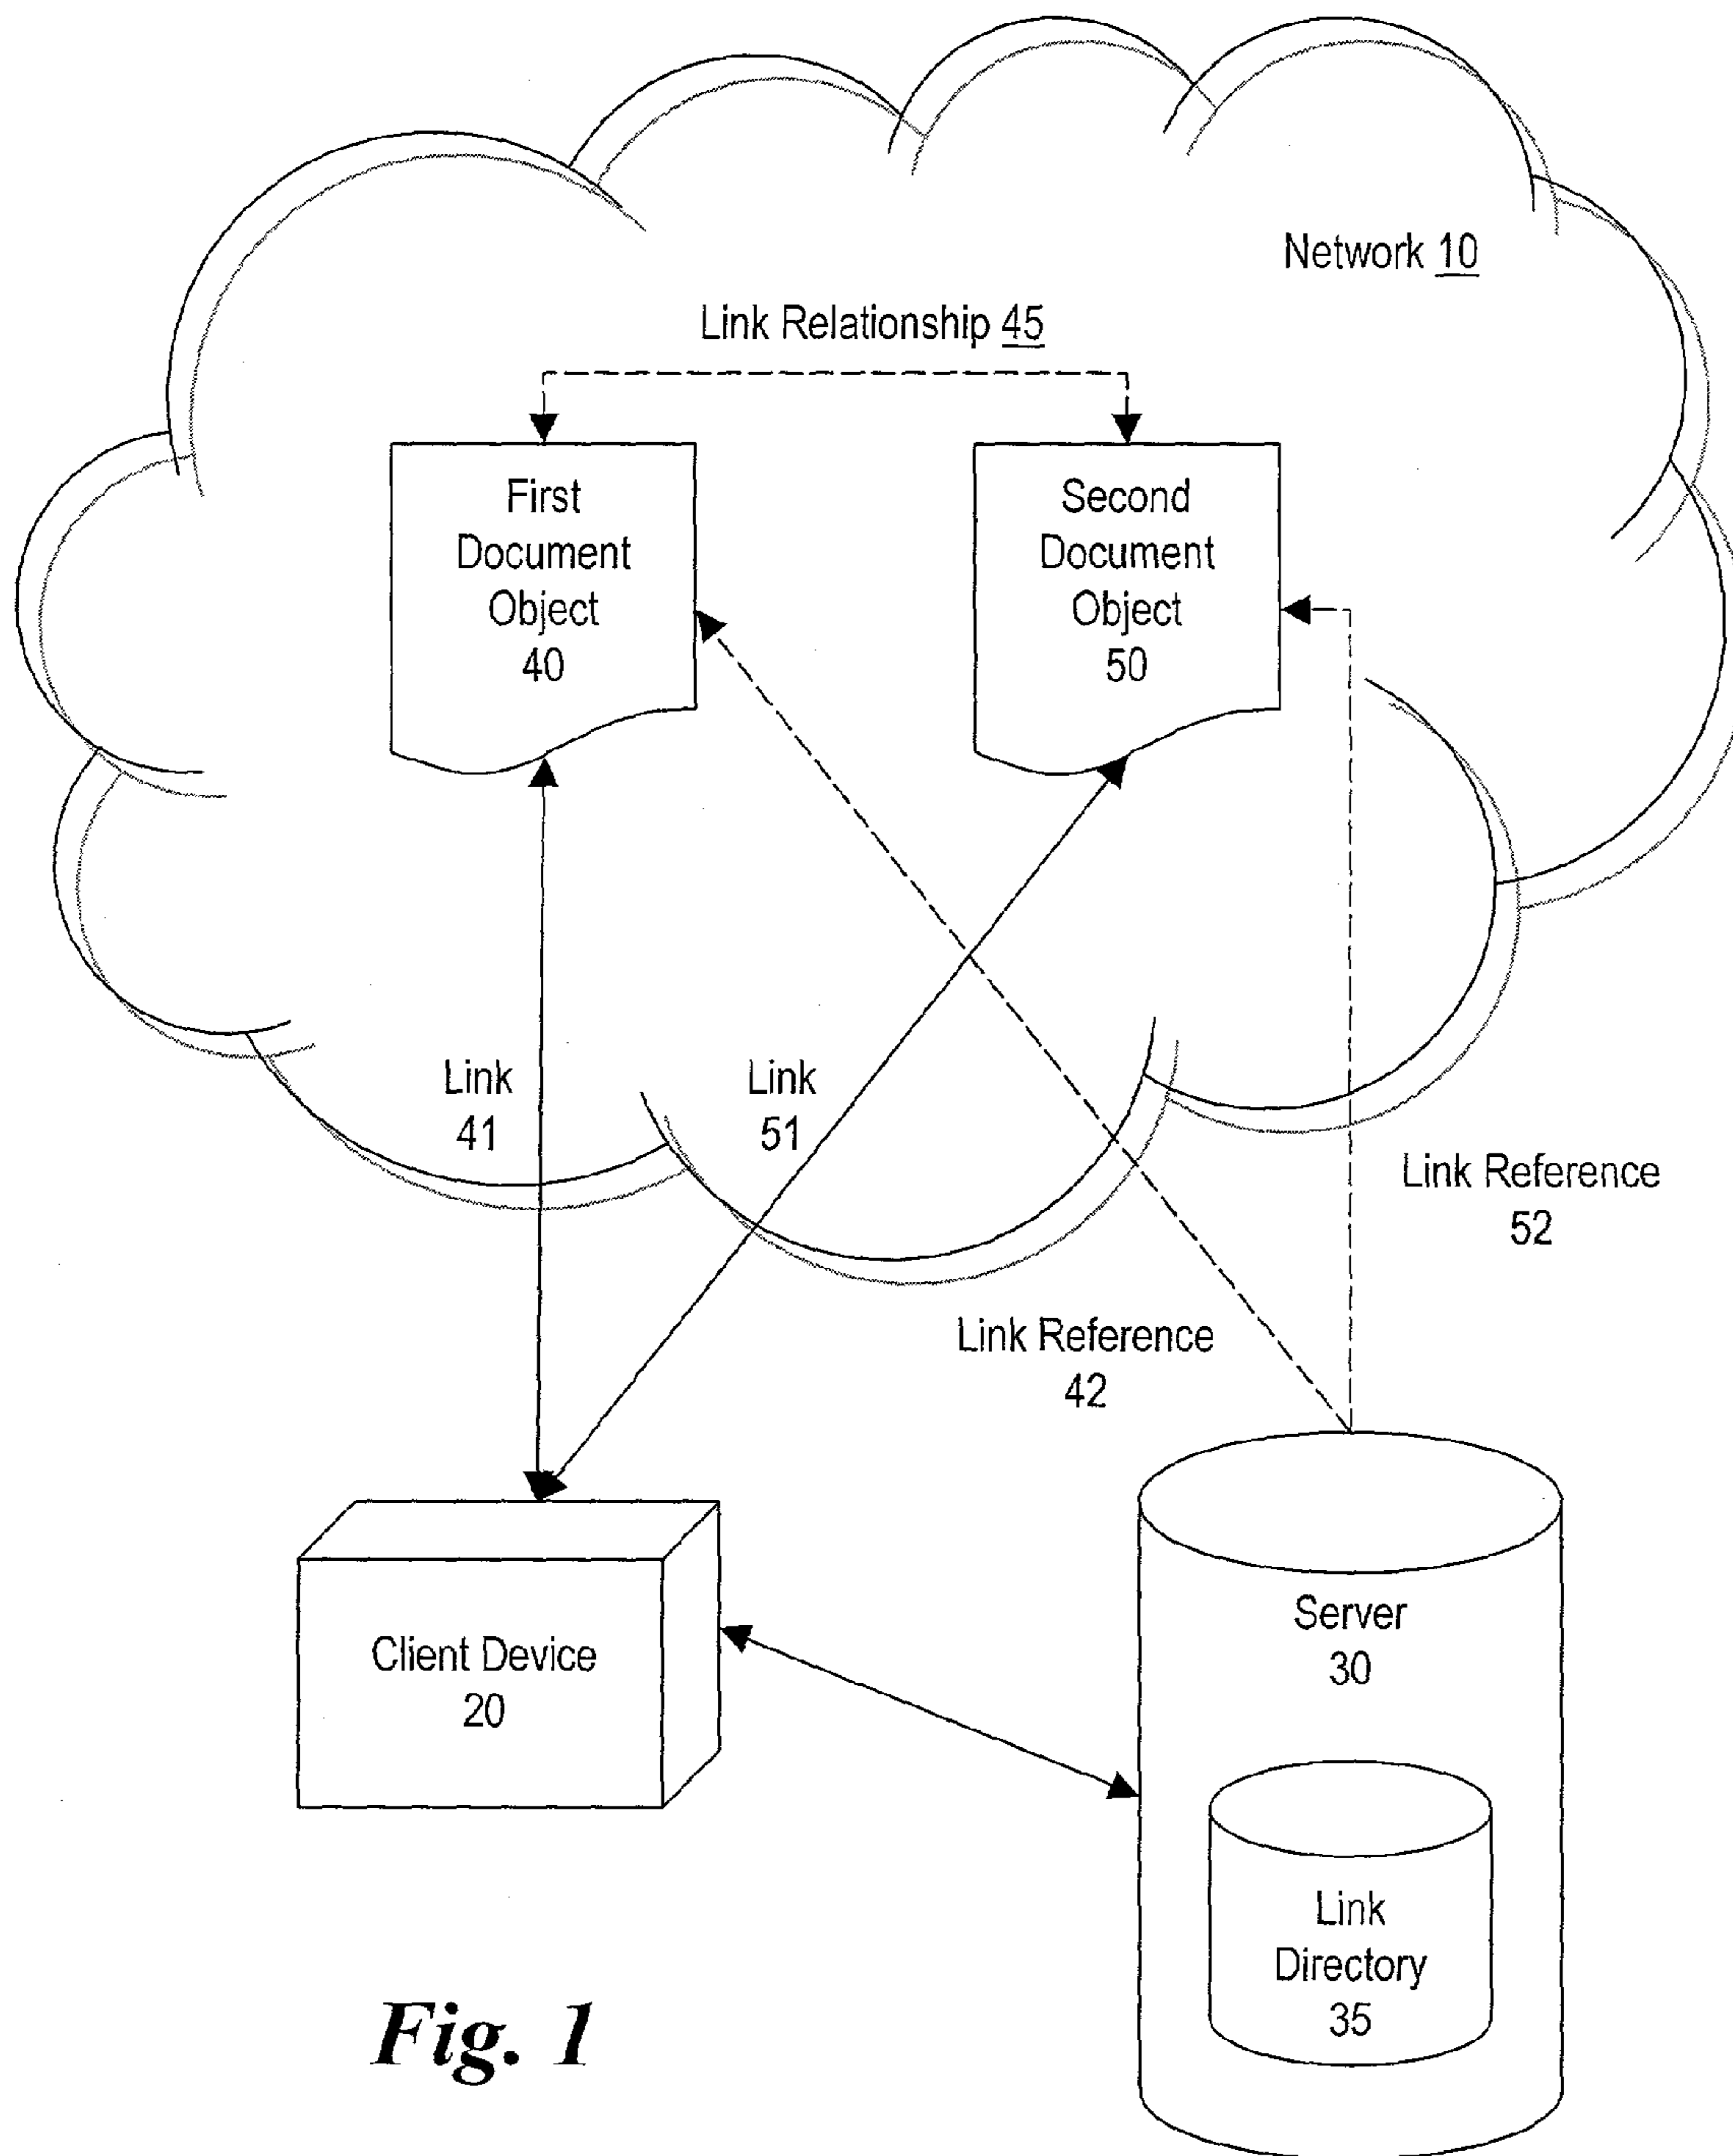 Network 10
Link Relationship 45
First
Document
Object
40
Second
Document
Object
50
Link
41
Link
51
Link Reference
52
Link Reference
42
Client Device
20
Server
30
Link
Directory
35
Fig. 1